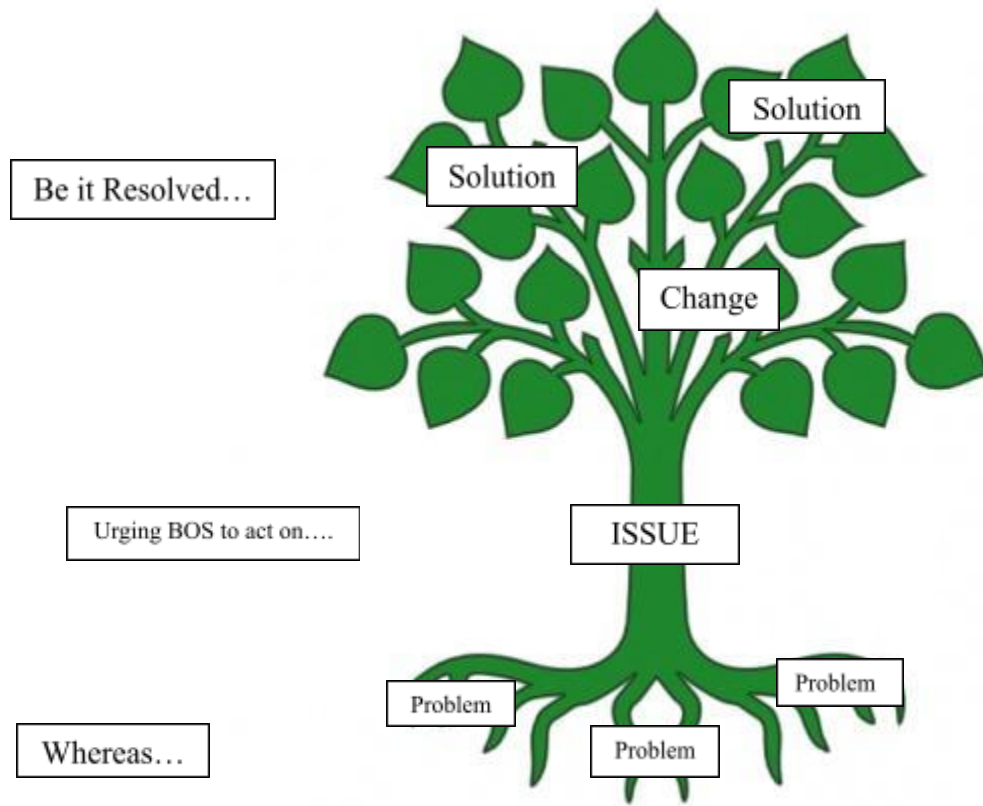 Solution
Solution
Be it Resolved…
Change
Urging BOS to act on….
ISSUE
Problem
Problem
Problem
Whereas…